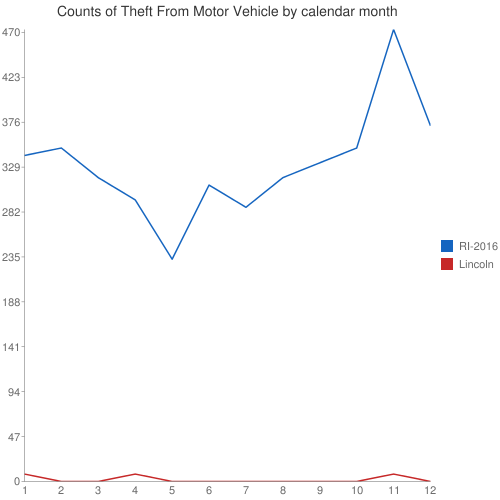 Counts of Theft From Motor Vehicle by calendar month
470
423
376
329
282
235
188
141
94
47
0
1 2 3 4 5 6 7 8 9 10 11 12
RI-2016
Lincoln